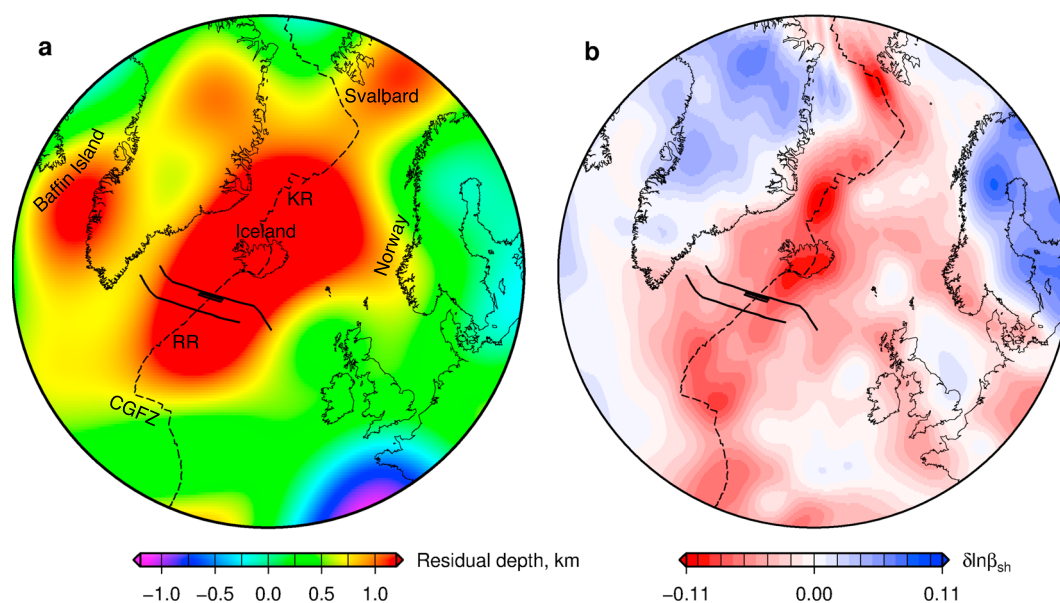 a
b
Svalbard
Baffin Island
KR
Iceland
Norway
RR
CGFZ
Residual depth, km
−1.0 −0.5 0.0 0.5 1.0
δlnβsh
−0.11 0.00 0.11